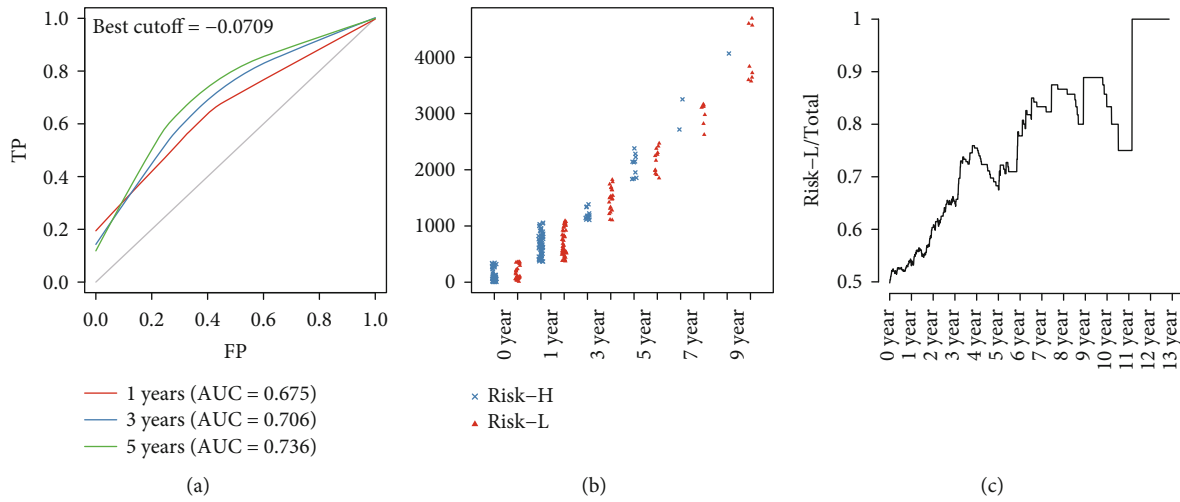 Best cutoff = −0.0709
1.0
0.8
0.6
0.4
0.2
0.0
TP
0.0 0.2 0.4 0.6 0.8 1.0
FP
1 years (AUC = 0.675)
3 years (AUC = 0.706)
5 years (AUC = 0.736)
(a)
4000
3000
2000
1000
0
0 year
1 year
3 year
5 year
7 year
9 year
Risk−H
Risk−L
(b)
Risk−L/Total
1
0.9
0.8
0.7
0.6
0.5
0 year
1 year
2 year
3 year
4 year
5 year
6 year
7 year
8 year
9 year
10 year
11 year
12 year
13 year
(c)